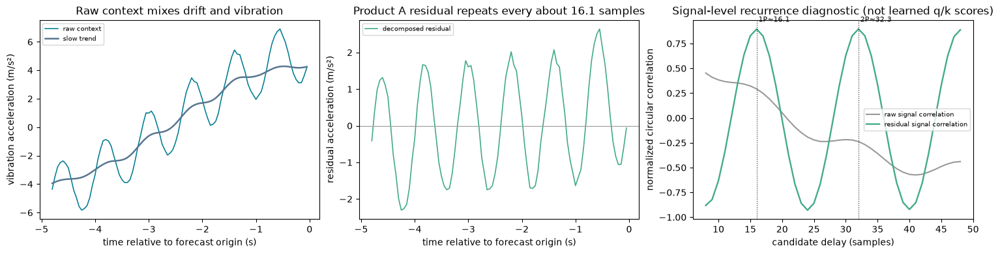 Raw context mixes drift and vibration
raw context
slow trend
vibration acceleration (m/s²)
6
4
2
0
−2
−4
−6
−5
−4
−3
−2
−1
0
time relative to forecast origin (s)
Product A residual repeats every about 16.1 samples
decomposed residual
residual acceleration (m/s²)
2
1
0
−1
−2
−5
−4
−3
−2
−1
0
time relative to forecast origin (s)
Signal-level recurrence diagnostic (not learned q/k scores)
1P~16.1
2P~32.3
raw signal correlation
residual signal correlation
normalized circular correlation
0.75
0.50
0.25
0.00
−0.25
−0.50
−0.75
−1.00
10
15
20
25
30
35
40
45
50
candidate delay (samples)